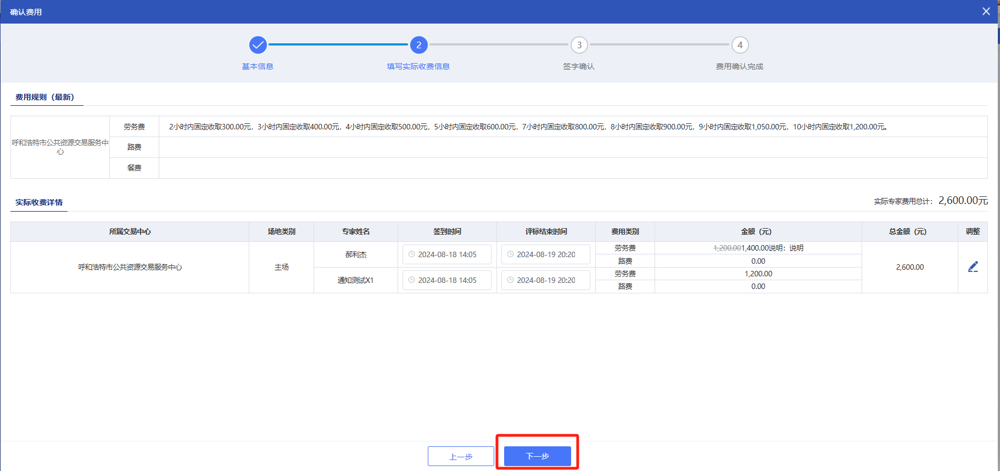 确认费用
2
3
4
基本信息
填写实际收费信息
签字确认
费用确认完成
费用规则（最新）
呼和浩特市公共资源交易服务中
心
劳务费
2小时内固定收取300.00元，3小时内固定收取400.00元，4小时内固定收取500.00元，5小时内固定收取600.00元，7小时内固定收取800.00元，8小时内固定收取900.00元，9小时内固定收取1,050.00元，10小时内固定收取1,200.00元。
路费
餐费
实际收费详情
实际专家费用总计： 2,600.00元
所属交易中心 场地类别 专家姓名 签到时间 评标结束时间 费用类别 金额（元） 总金额（元） 调整
呼和浩特市公共资源交易服务中心
主场
郝利杰
2024-08-18 14:05
2024-08-19 20:20
劳务费
1,200.001,400.00说明：说明
路费
0.00
通知测试X1
2024-08-18 14:05
2024-08-19 20:20
劳务费
1,200.00
路费
0.00
2,600.00
上一步
下一步